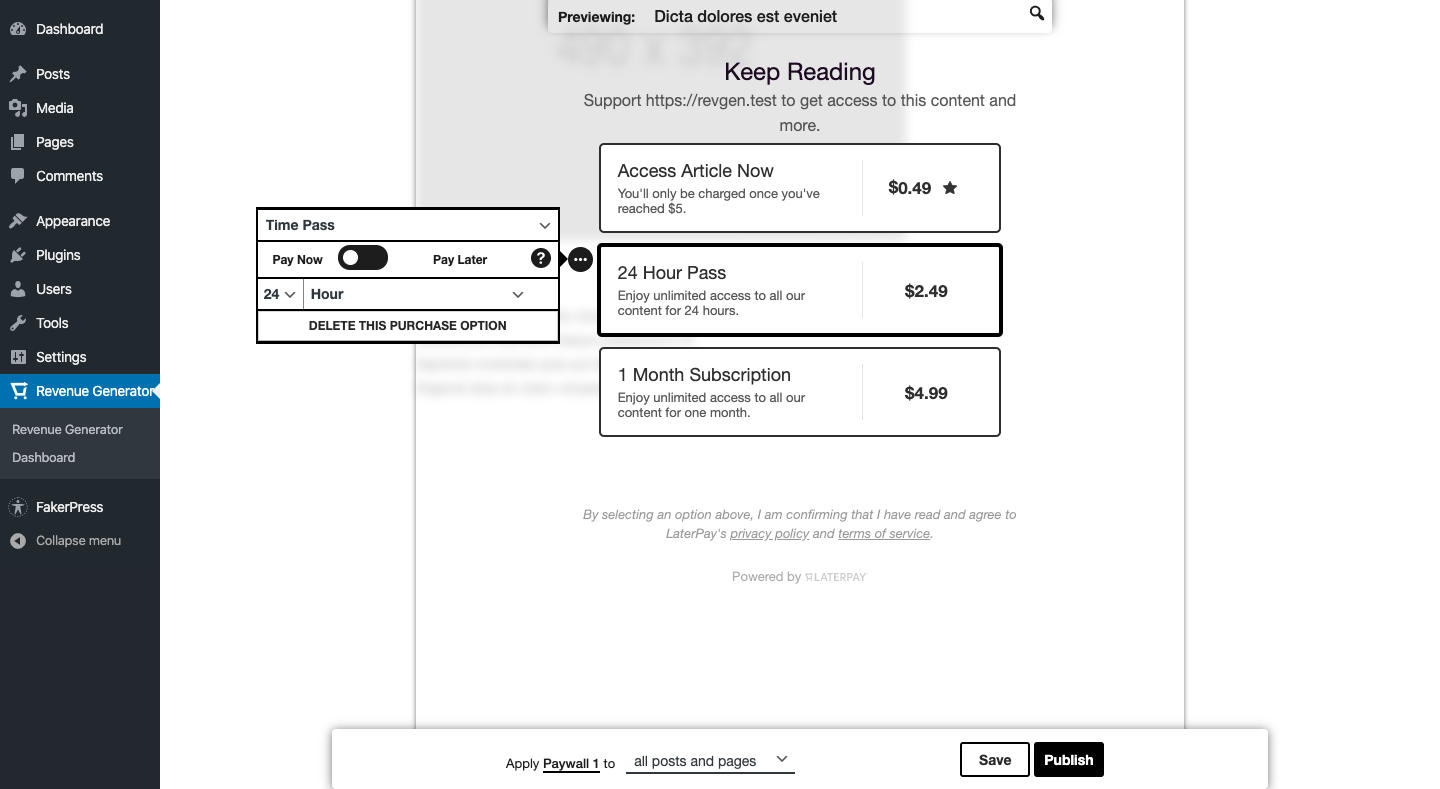 Dashboard
Posts
Media
Pages
Comments
Appearance
Plugins
Users
Tools
Settings
Revenue Generator
Revenue Generator
Dashboard
FakerPress
Collapse menu
Previewing: Dicta dolores est eveniet
Keep Reading
Support https://revgen.test to get access to this content and
more.
Access Article Now
You'll only be charged once you've
reached $5.
$0.49
Time Pass
Pay Now Pay Later ?
24 Hour
DELETE THIS PURCHASE OPTION
24 Hour Pass
Enjoy unlimited access to all our
content for 24 hours.
$2.49
1 Month Subscription
Enjoy unlimited access to all our
content for one month.
$4.99
By selecting an option above, I am confirming that I have read and agree to
LaterPay's privacy policy and terms of service.
Powered by LATERPAY
Apply Paywall 1 to all posts and pages
Save Publish